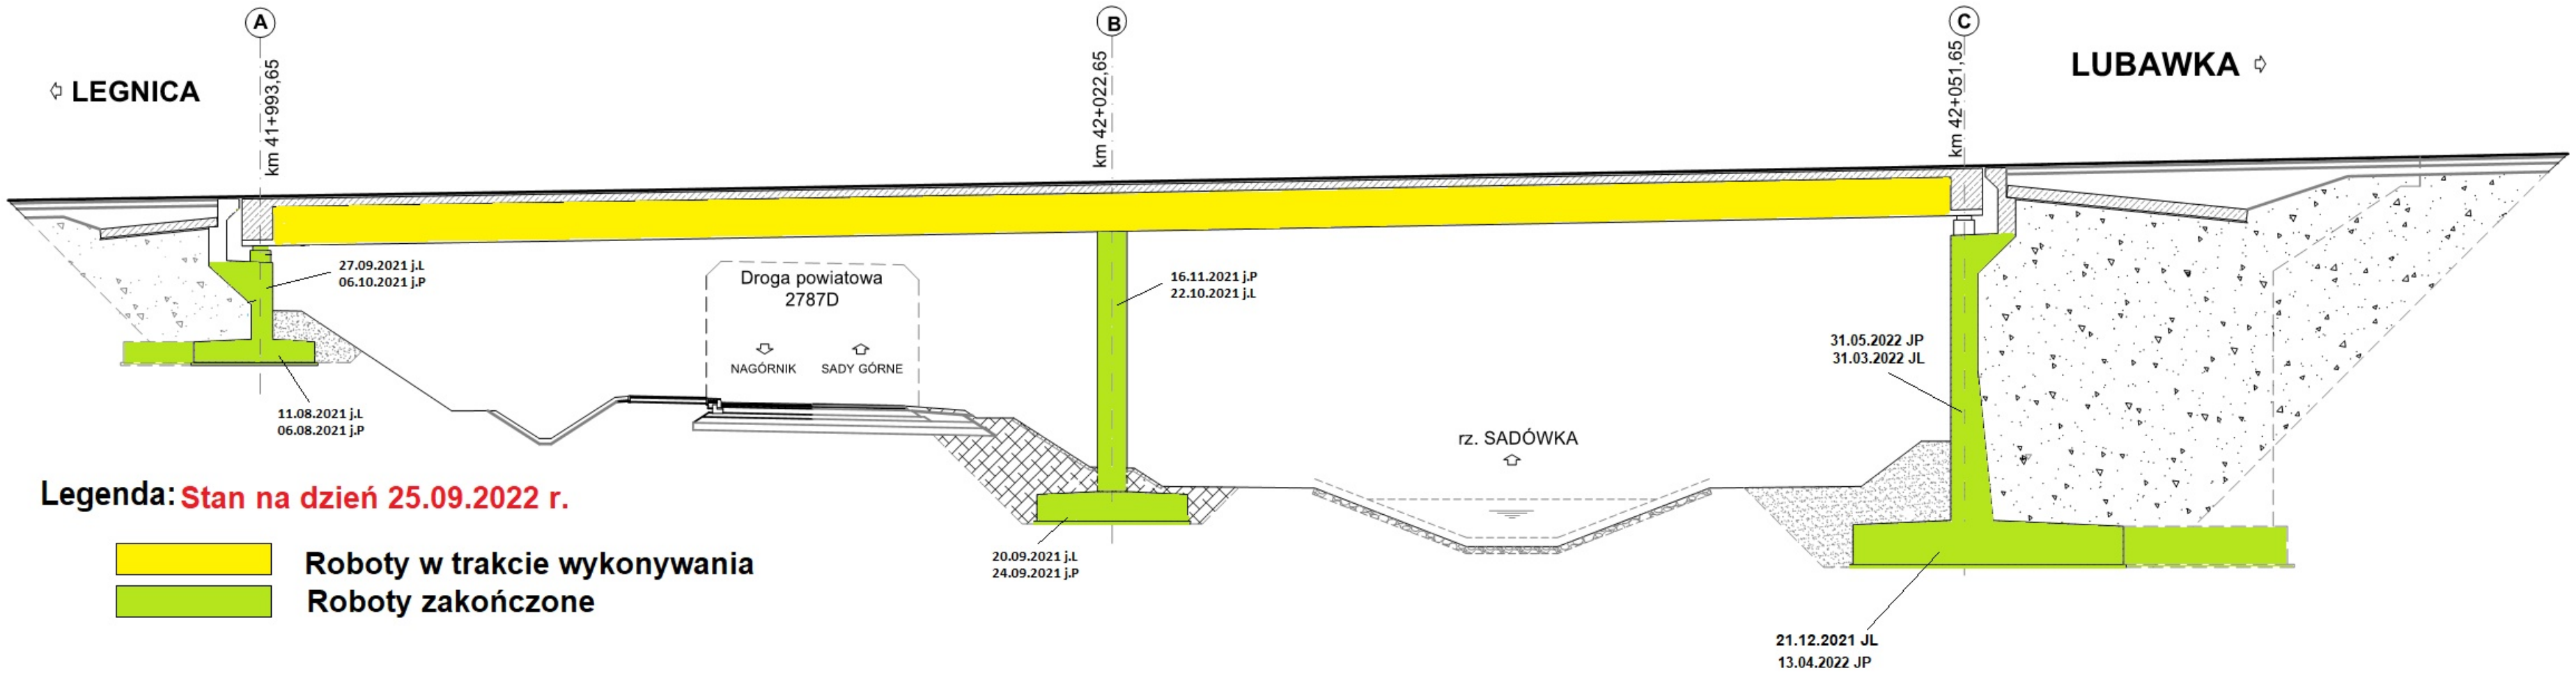 A
B
C
km 41+993,65
km 42+022,65
km 42+051,65
LEGNICA
LUBAWKA
27.09.2021 j.L
06.10.2021 j.P
Droga powiatowa
2787D
NAGÓRNIK
SADY GÓRNE
16.11.2021 j.P
22.10.2021 j.L
31.05.2022 JP
31.03.2022 JL
11.08.2021 j.L
06.08.2021 j.P
rz. SADÓWKA
Legenda: Stan na dzień 25.09.2022 r.
20.09.2021 j.L
24.09.2021 j.P
Roboty w trakcie wykonywania
Roboty zakończone
21.12.2021 JL
13.04.2022 JP